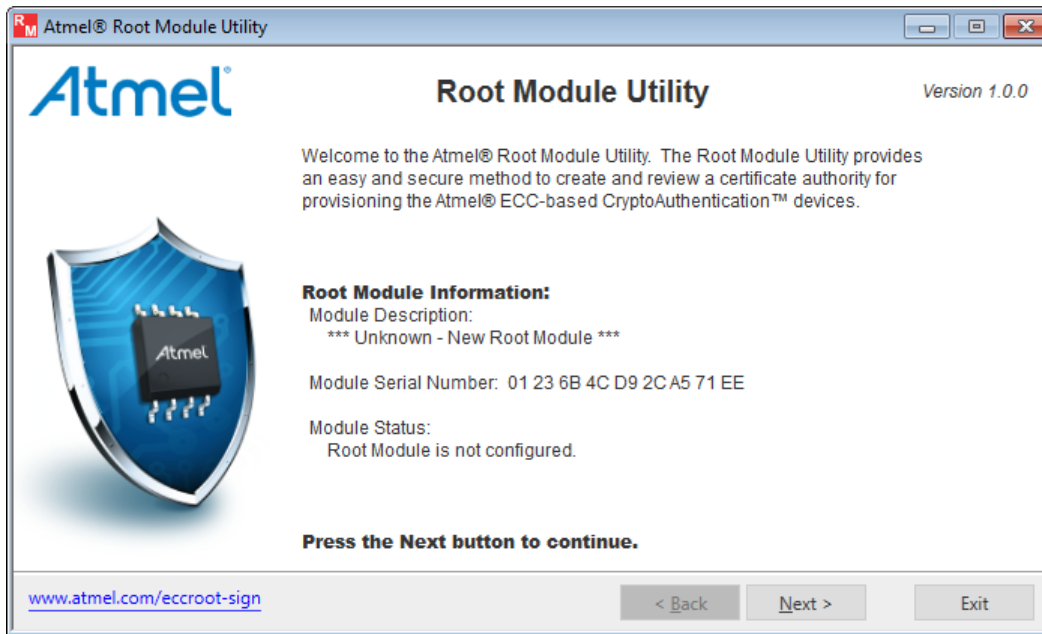 RM Atmel® Root Module Utility
Atmel®
Root Module Utility
Version 1.0.0
Welcome to the Atmel® Root Module Utility. The Root Module Utility provides
an easy and secure method to create and review a certificate authority for
provisioning the Atmel® ECC-based CryptoAuthentication™ devices.
Atmel
Root Module Information:
Module Description:
*** Unknown - New Root Module ***
Module Serial Number: 01 23 6B 4C D9 2C A5 71 EE
Module Status:
Root Module is not configured.
Press the Next button to continue.
www.atmel.com/eccroot-sign
< Back
Next >
Exit